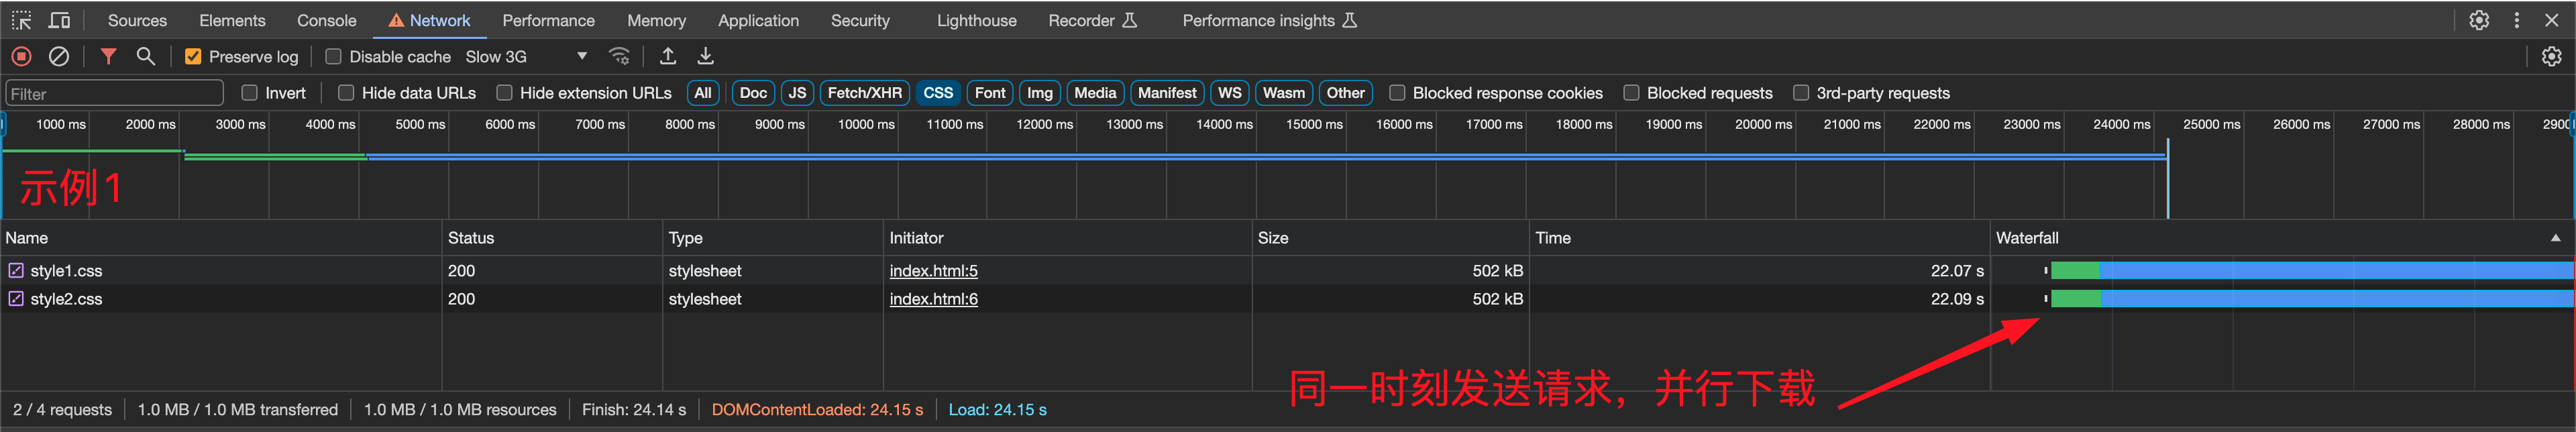 Sources Elements Console Network Performance Memory Application Security Lighthouse Recorder Performance insights
Preserve log Disable cache Slow 3G
Filter Invert Hide data URLs Hide extension URLs All Doc JS Fetch/XHR CSS Font Img Media Manifest WS Wasm Other Blocked response cookies Blocked requests 3rd-party requests
1000 ms 2000 ms 3000 ms 4000 ms 5000 ms 6000 ms 7000 ms 8000 ms 9000 ms 10000 ms 11000 ms 12000 ms 13000 ms 14000 ms 15000 ms 16000 ms 17000 ms 18000 ms 19000 ms 20000 ms 21000 ms 22000 ms 23000 ms 24000 ms 25000 ms 26000 ms 27000 ms 28000 ms 2900
示例1
Name Status Type Initiator Size Time Waterfall
style1.css 200 stylesheet index.html:5 502 kB 22.07 s
style2.css 200 stylesheet index.html:6 502 kB 22.09 s
同一时刻发送请求，并行下载
2 / 4 requests 1.0 MB / 1.0 MB transferred 1.0 MB / 1.0 MB resources Finish: 24.14 s DOMContentLoaded: 24.15 s Load: 24.15 s